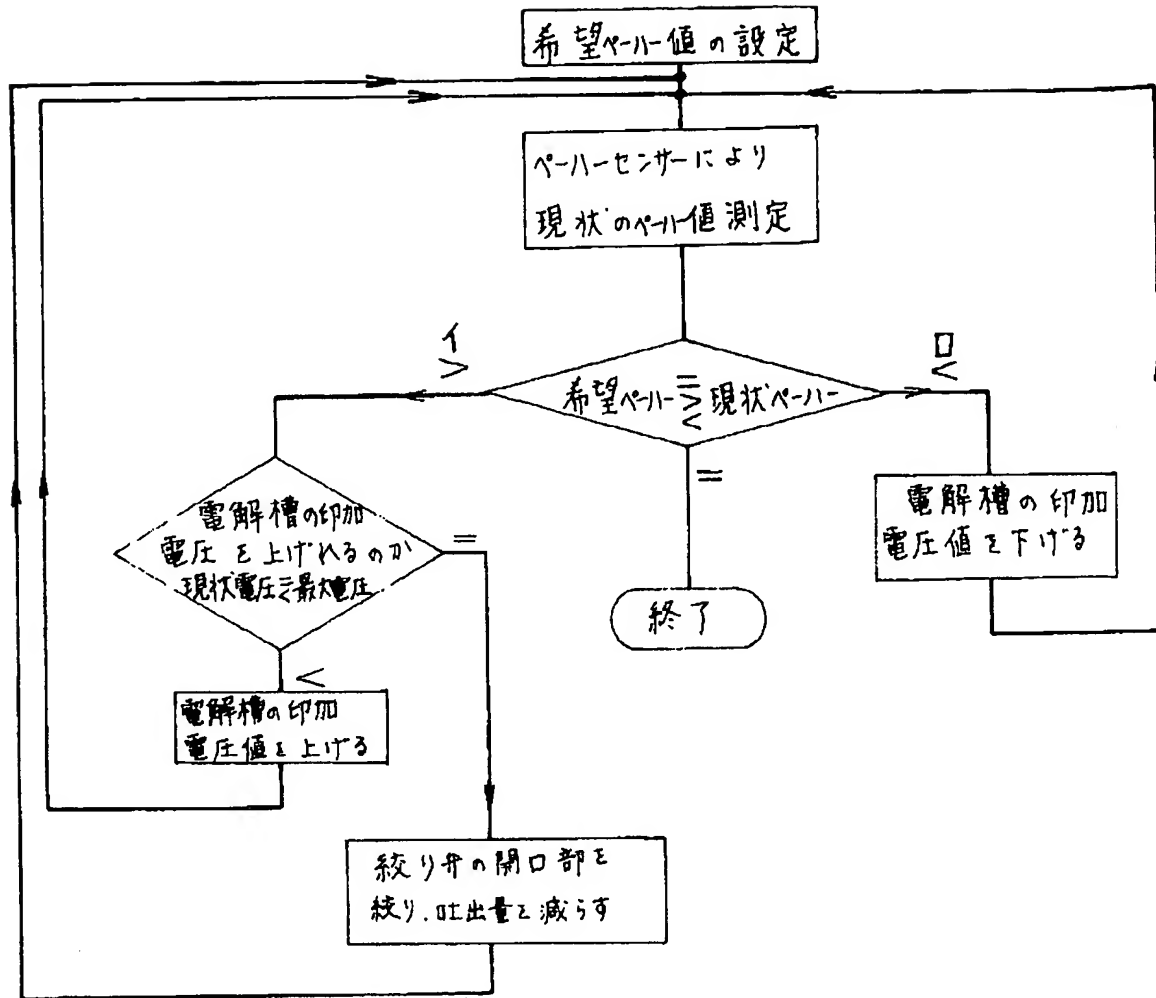 希望ペーハー値の設定
ペーハーセンサーにより
現状のペーハー値測定
イ
>
ロ
<
希望ペーハー = > < 現状ペーハー
=
電解槽の印加
電圧を上げれるのか
現状電圧 = < 最大電圧
=
<
電解槽の印加
電圧値を上げる
電解槽の印加
電圧値を下げる
終了
絞り弁の開口部を
絞り、吐出量を減らす